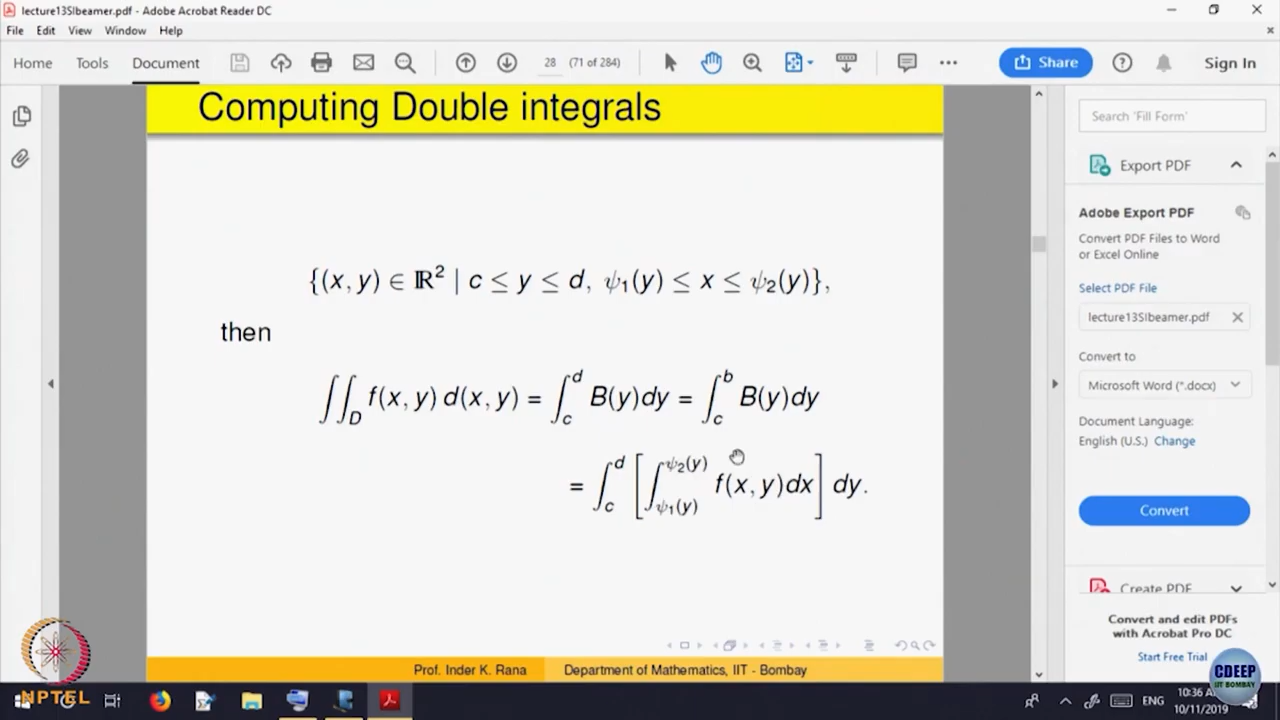 lecture13Slbeamer.pdf - Adobe Acrobat Reader DC
File Edit View Window Help
Home Tools Document 28 (71 of 284) Share Sign In
Computing Double integrals
{(x, y) ∈ ℝ² | c ≤ y ≤ d, ψ₁(y) ≤ x ≤ ψ₂(y)},
then
∬_D f(x, y) d(x, y) = ∫_c^d B(y)dy = ∫_c^b B(y)dy
= ∫_c^d [∫_{ψ₁(y)}^{ψ₂(y)} f(x, y)dx] dy.
Prof. Inder K. Rana Department of Mathematics, IIT - Bombay
Search 'Fill Form'
Export PDF
Adobe Export PDF
Convert PDF Files to Word
or Excel Online
Select PDF File
lecture13Slbeamer.pdf
Convert to
Microsoft Word (*.docx)
Document Language:
English (U.S.) Change
Convert
Create PDF
Convert and edit PDFs
with Acrobat Pro DC
Start Free Trial
NPTEL
CDEEP
IIT BOMBAY
ENG
10:36
10/11/2019